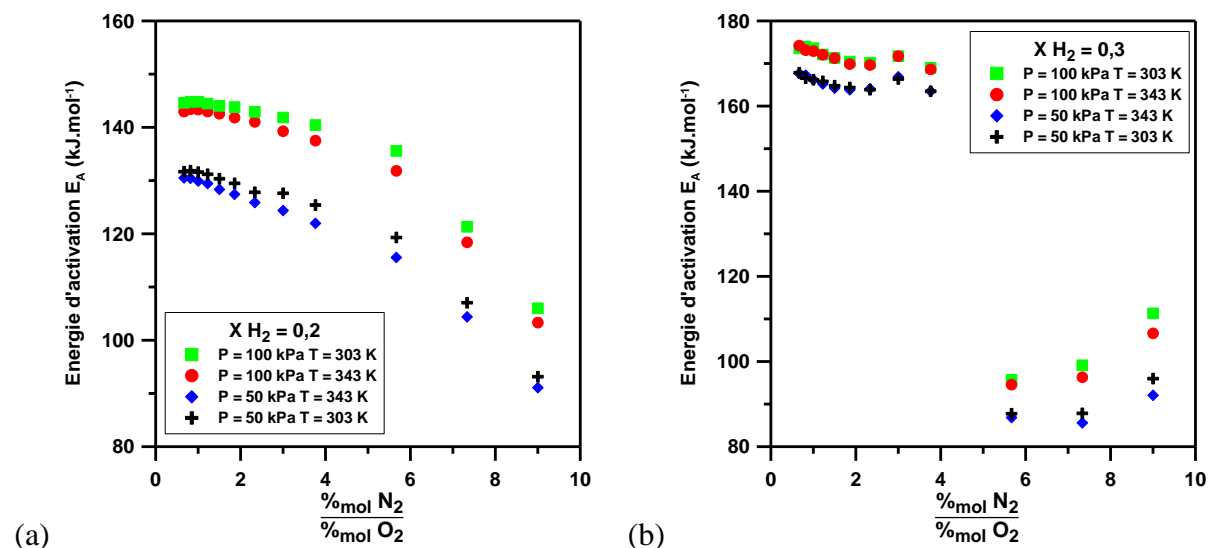 160
140
120
100
80
Energie d'activation E_A (kJ.mol⁻¹)
X H₂ = 0,2
P = 100 kPa T = 303 K
P = 100 kPa T = 343 K
P = 50 kPa T = 343 K
P = 50 kPa T = 303 K
0 2 4 6 8 10
%mol N₂
%mol O₂
(a)
180
160
140
120
100
80
Energie d'activation E_A (kJ.mol⁻¹)
X H₂ = 0,3
P = 100 kPa T = 303 K
P = 100 kPa T = 343 K
P = 50 kPa T = 343 K
P = 50 kPa T = 303 K
0 2 4 6 8 10
%mol N₂
%mol O₂
(b)